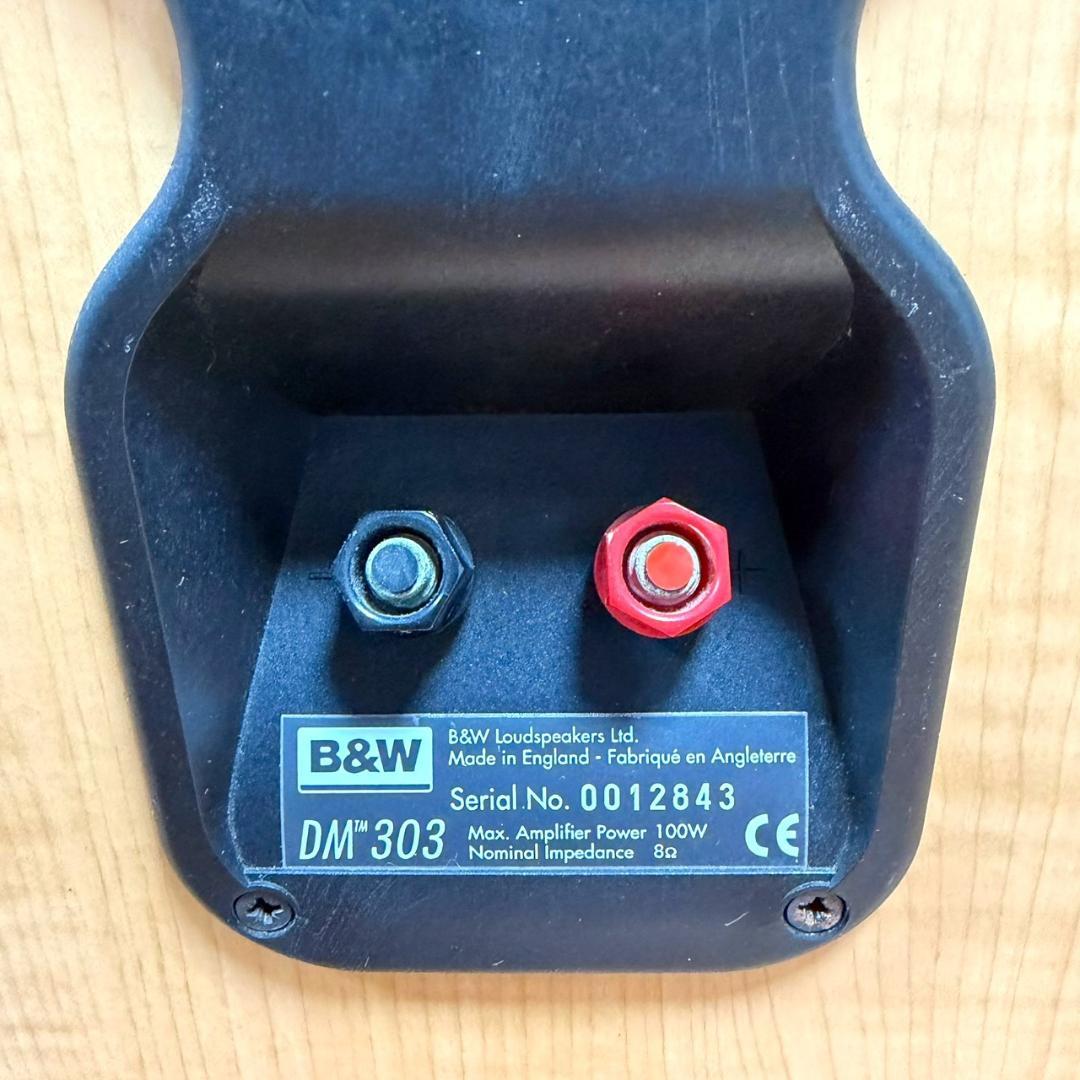 - +
B&W
B&W Loudspeakers Ltd.
Made in England - Fabriqué en Angleterre
Serial No. 0012843
DM™ 303
Max. Amplifier Power 100W
Nominal Impedance 8Ω
CE